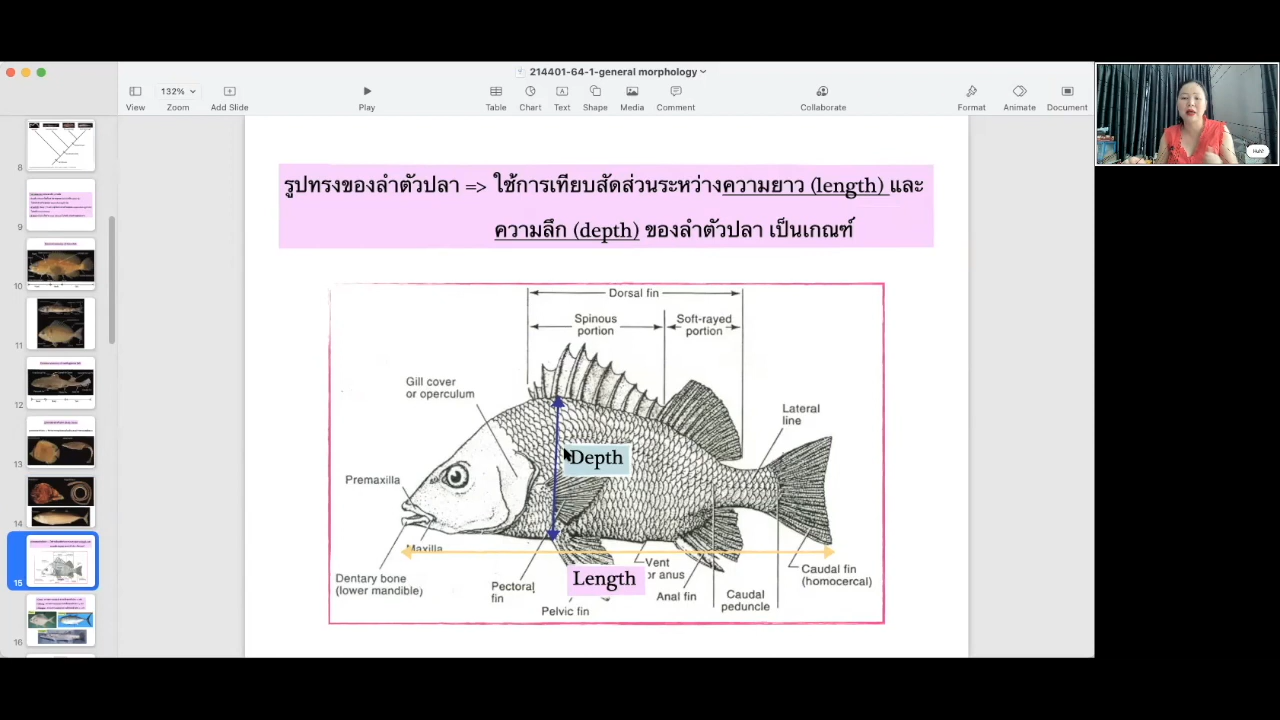 214401-64-1-general morphology
132%
View
Zoom
Add Slide
Play
Table
Chart
Text
Shape
Media
Comment
Collaborate
Format
Animate
Document
8
9
10
11
12
13
14
15
16
รูปทรงของลำตัวปลา => ใช้การเทียบสัดส่วนระหว่างความยาว (length) และ
ความลึก (depth) ของลำตัวปลา เป็นเกณฑ์
Dorsal fin
Spinous
portion
Soft-rayed
portion
Gill cover
or operculum
Lateral
line
Depth
Premaxilla
Maxilla
Dentary bone
(lower mandible)
Pectoral
fin
Pelvic fin
Length
Vent
or anus
Anal fin
Caudal
peduncle
Caudal fin
(homocercal)